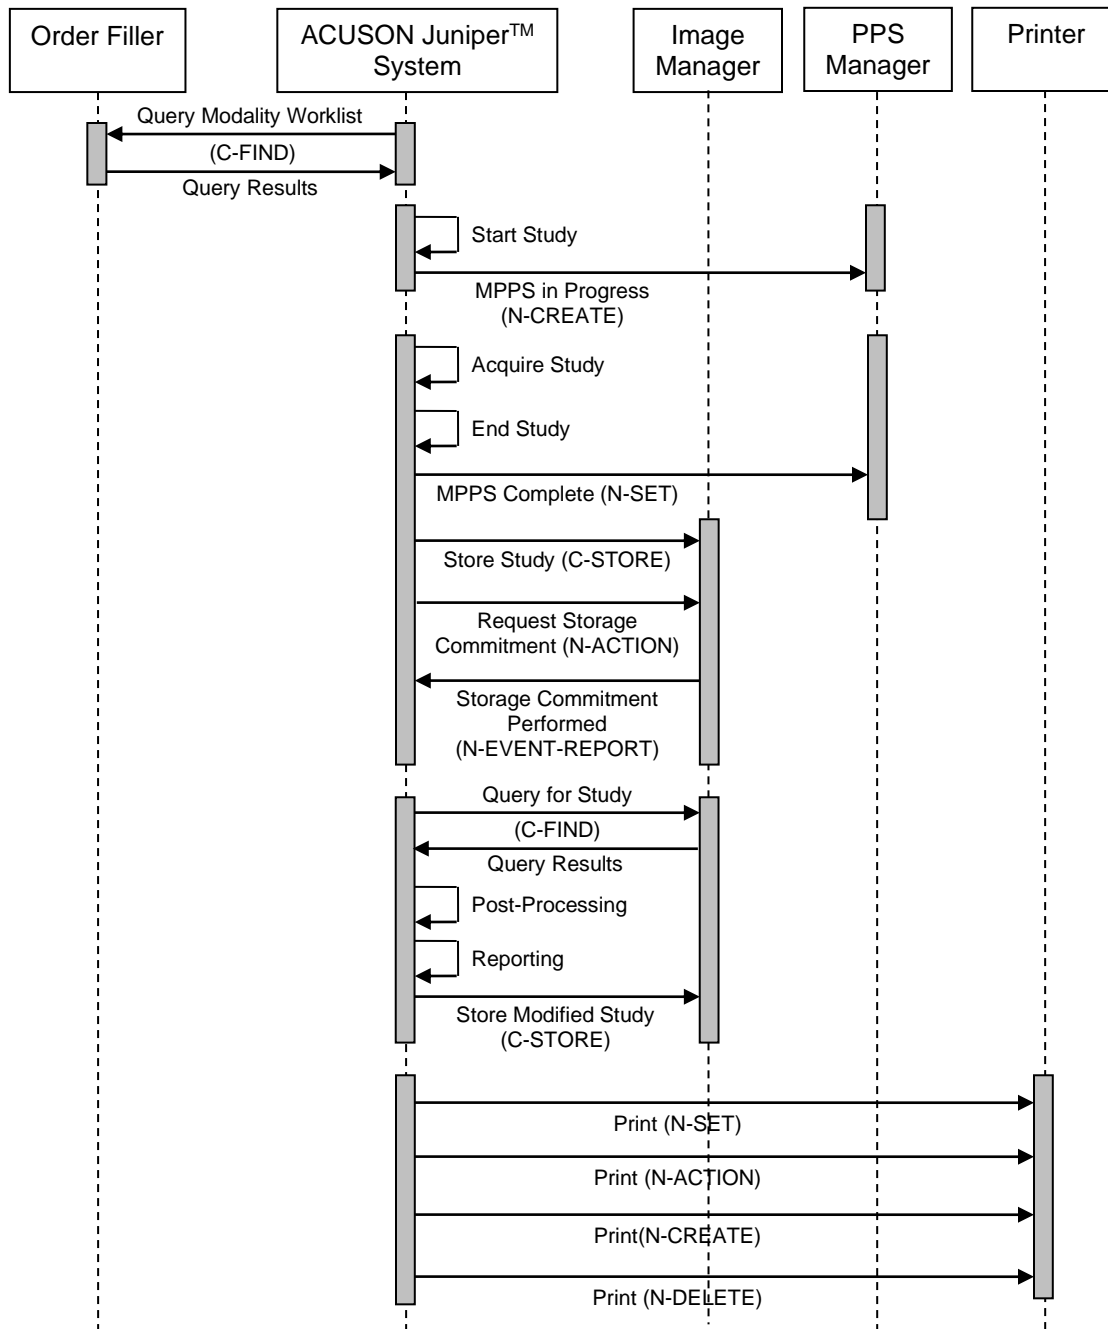 Order Filler
ACUSON Juniper™
System
Image
Manager
PPS
Manager
Printer
Query Modality Worklist
(C-FIND)
Query Results
Start Study
MPPS in Progress
(N-CREATE)
Acquire Study
End Study
MPPS Complete (N-SET)
Store Study (C-STORE)
Request Storage
Commitment (N-ACTION)
Storage Commitment
Performed
(N-EVENT-REPORT)
Query for Study
(C-FIND)
Query Results
Post-Processing
Reporting
Store Modified Study
(C-STORE)
Print (N-SET)
Print (N-ACTION)
Print(N-CREATE)
Print (N-DELETE)